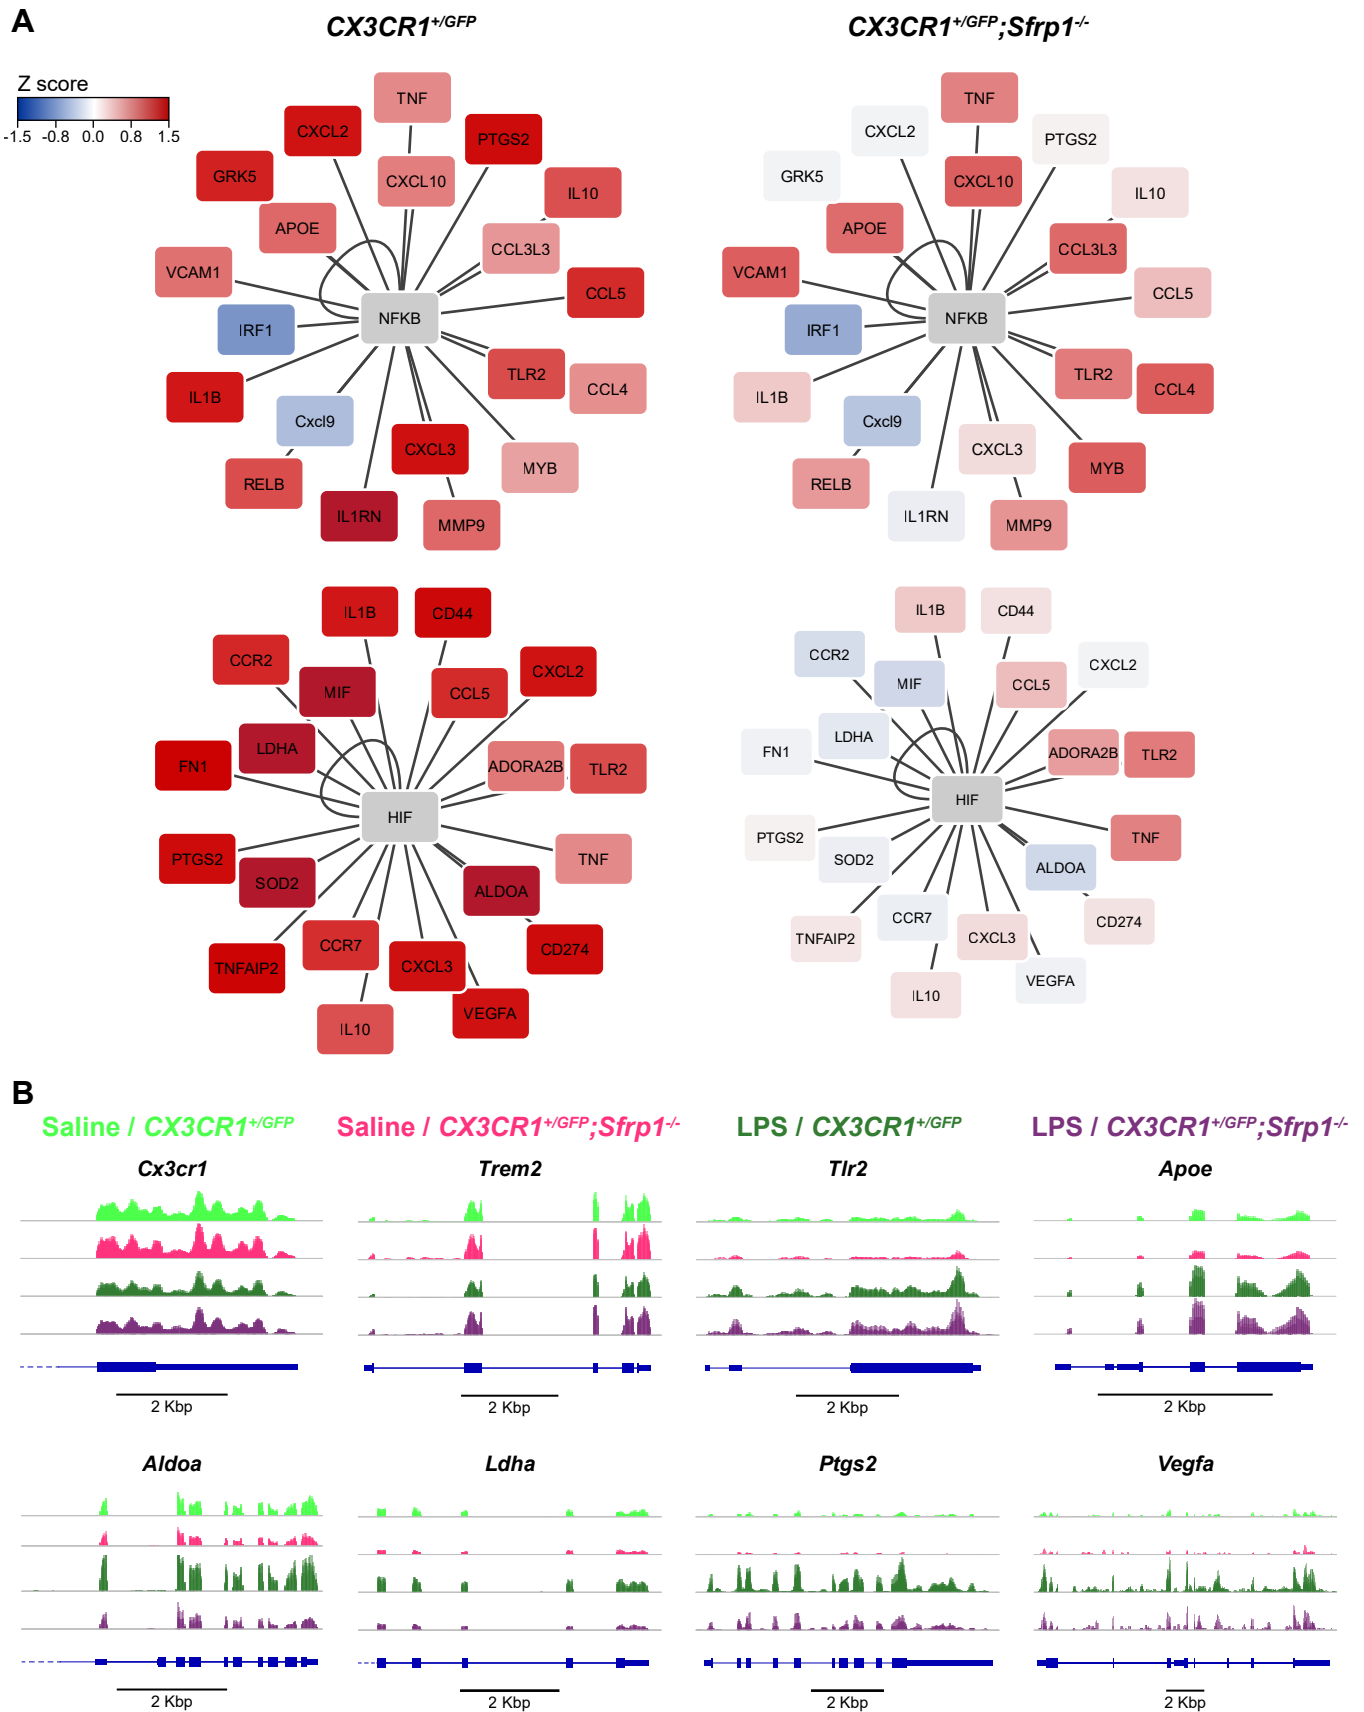 A
CX3CR1+/GFP
CX3CR1+/GFP;Sfrp1-/-
Z score
-1.5 -0.8 0.0 0.8 1.5
TNF
CXCL2
PTGS2
GRK5
CXCL10
IL10
APOE
CCL3L3
VCAM1
CCL5
NFKB
IRF1
TLR2
CCL4
IL1B
Cxcl9
CXCL3
MYB
RELB
IL1RN
MMP9
TNF
CXCL2
PTGS2
GRK5
CXCL10
IL10
APOE
CCL3L3
VCAM1
CCL5
NFKB
IRF1
TLR2
CCL4
IL1B
Cxcl9
CXCL3
MYB
RELB
IL1RN
MMP9
IL1B
CD44
CCR2
CXCL2
MIF
CCL5
LDHA
FN1
ADORA2B
TLR2
HIF
PTGS2
TNF
SOD2
ALDOA
CCR7
CD274
TNFAIP2
CXCL3
VEGFA
IL10
IL1B
CD44
CCR2
CXCL2
MIF
CCL5
LDHA
FN1
ADORA2B
TLR2
HIF
PTGS2
TNF
SOD2
ALDOA
CCR7
CD274
TNFAIP2
CXCL3
VEGFA
IL10
B
Saline / CX3CR1+/GFP
Saline / CX3CR1+/GFP;Sfrp1-/-
LPS / CX3CR1+/GFP
LPS / CX3CR1+/GFP;Sfrp1-/-
Cx3cr1
Trem2
Tlr2
Apoe
2 Kbp
2 Kbp
2 Kbp
2 Kbp
Aldoa
Ldha
Ptgs2
Vegfa
2 Kbp
2 Kbp
2 Kbp
2 Kbp